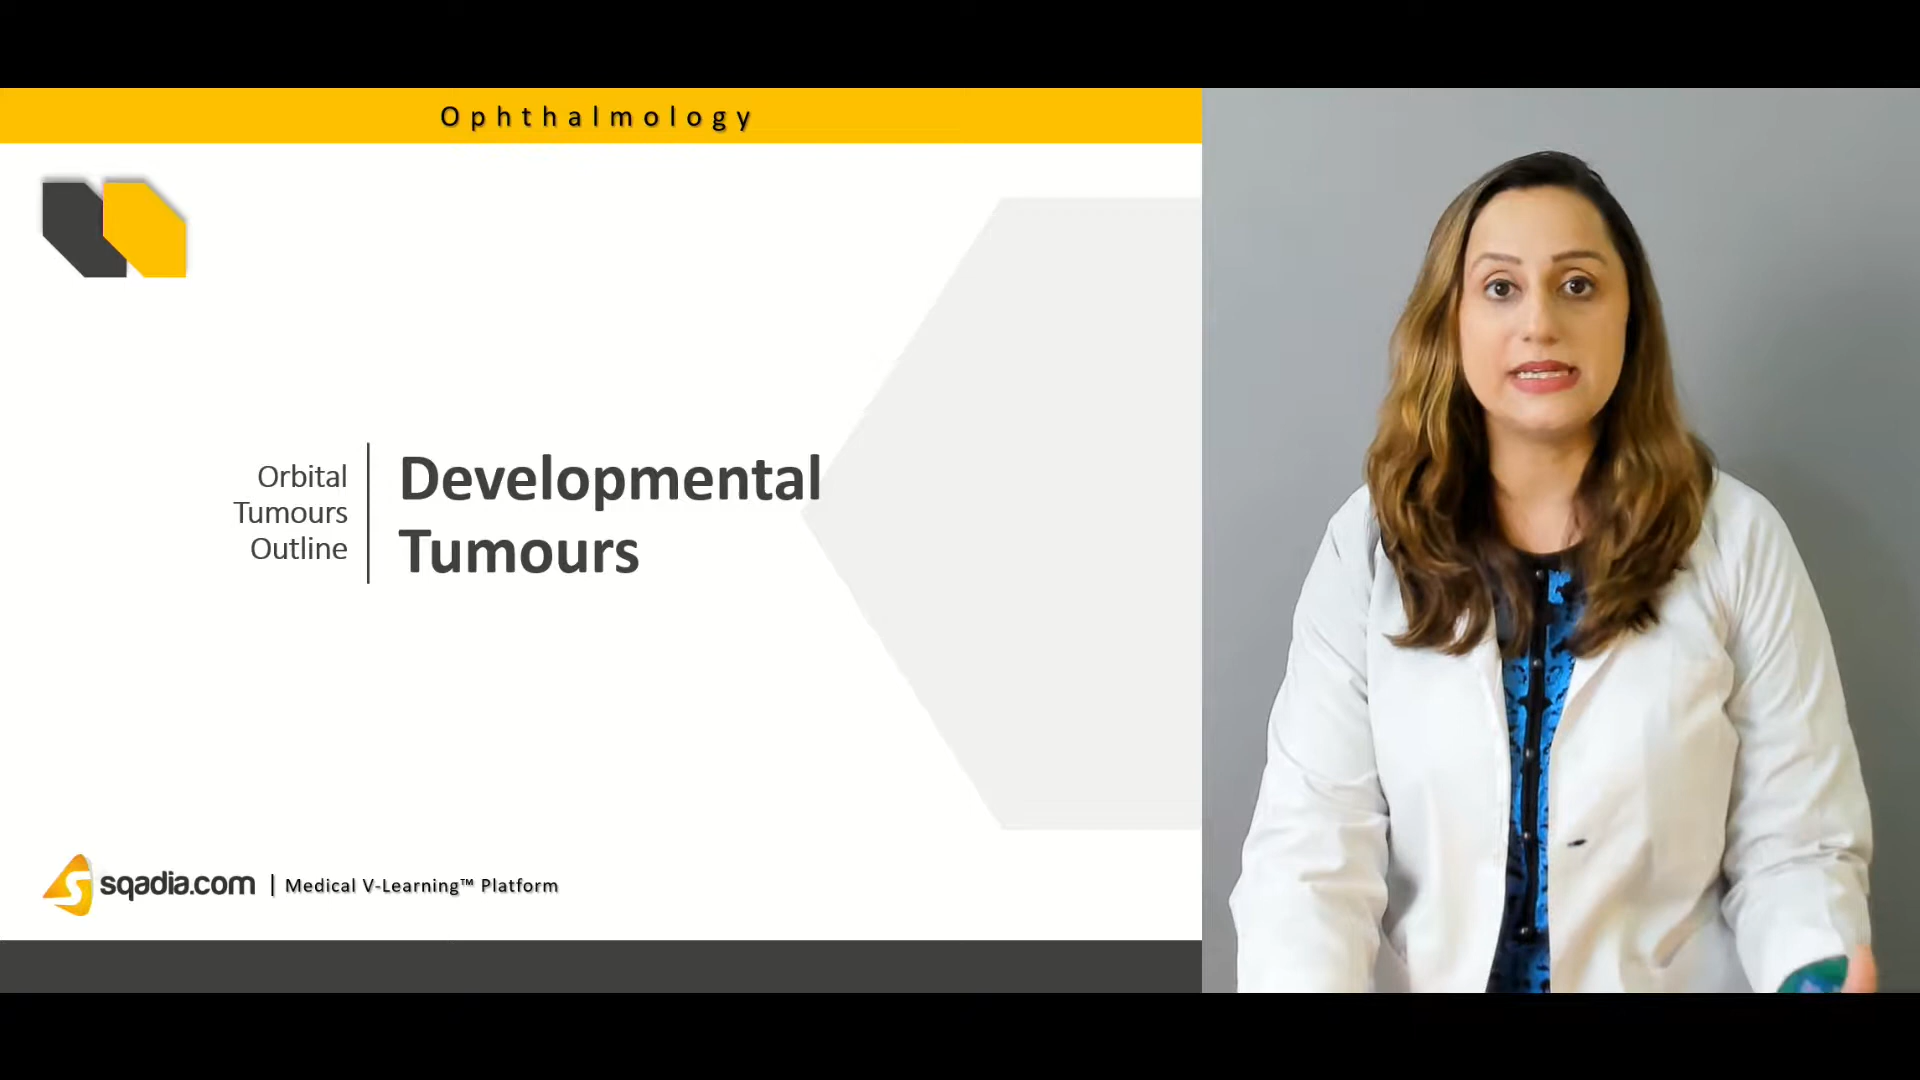 Ophthalmology
Orbital
Tumours
Outline
Developmental
Tumours
sqadia.com | Medical V-Learning™ Platform